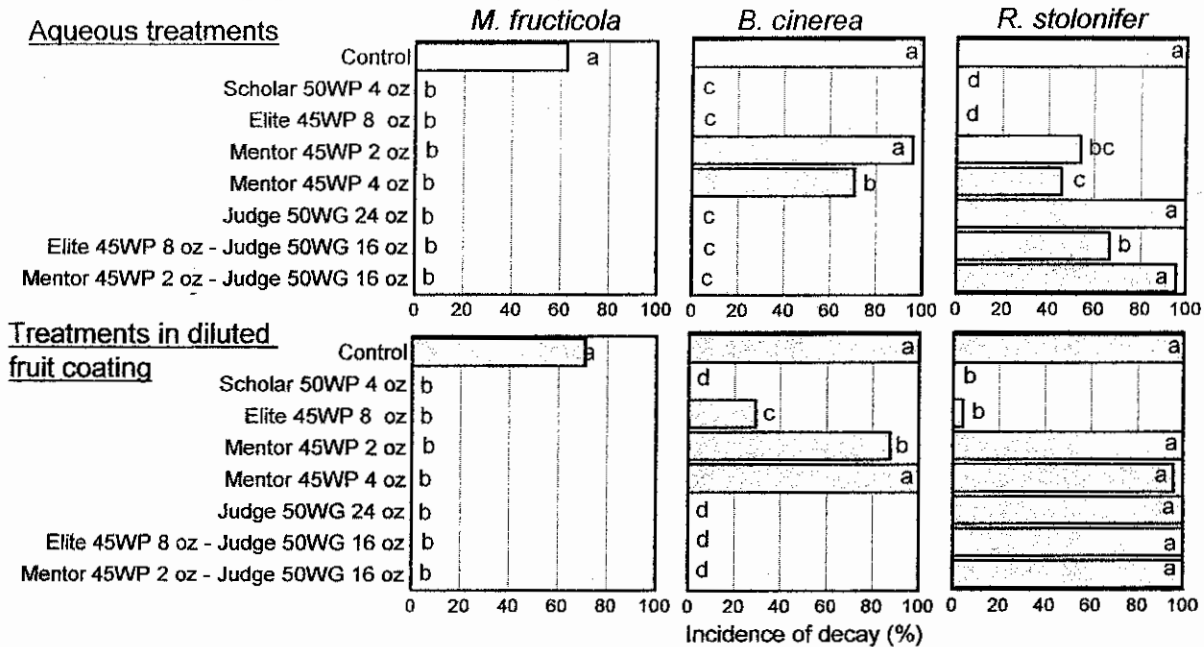 Aqueous treatments
M. fructicola B. cinerea R. stolonifer
Control a a a
Scholar 50WP 4 oz b c d
Elite 45WP 8 oz b c d
Mentor 45WP 2 oz b a bc
Mentor 45WP 4 oz b b c
Judge 50WG 24 oz b c a
Elite 45WP 8 oz - Judge 50WG 16 oz b c b
Mentor 45WP 2 oz - Judge 50WG 16 oz b c a
0 20 40 60 80 100 0 20 40 60 80 100 0 20 40 60 80 100
Treatments in diluted
fruit coating
Control a a a
Scholar 50WP 4 oz b d b
Elite 45WP 8 oz b c b
Mentor 45WP 2 oz b b a
Mentor 45WP 4 oz b a a
Judge 50WG 24 oz b d a
Elite 45WP 8 oz - Judge 50WG 16 oz b d a
Mentor 45WP 2 oz - Judge 50WG 16 oz b d a
0 20 40 60 80 100 0 20 40 60 80 100 0 20 40 60 80 100
Incidence of decay (%)